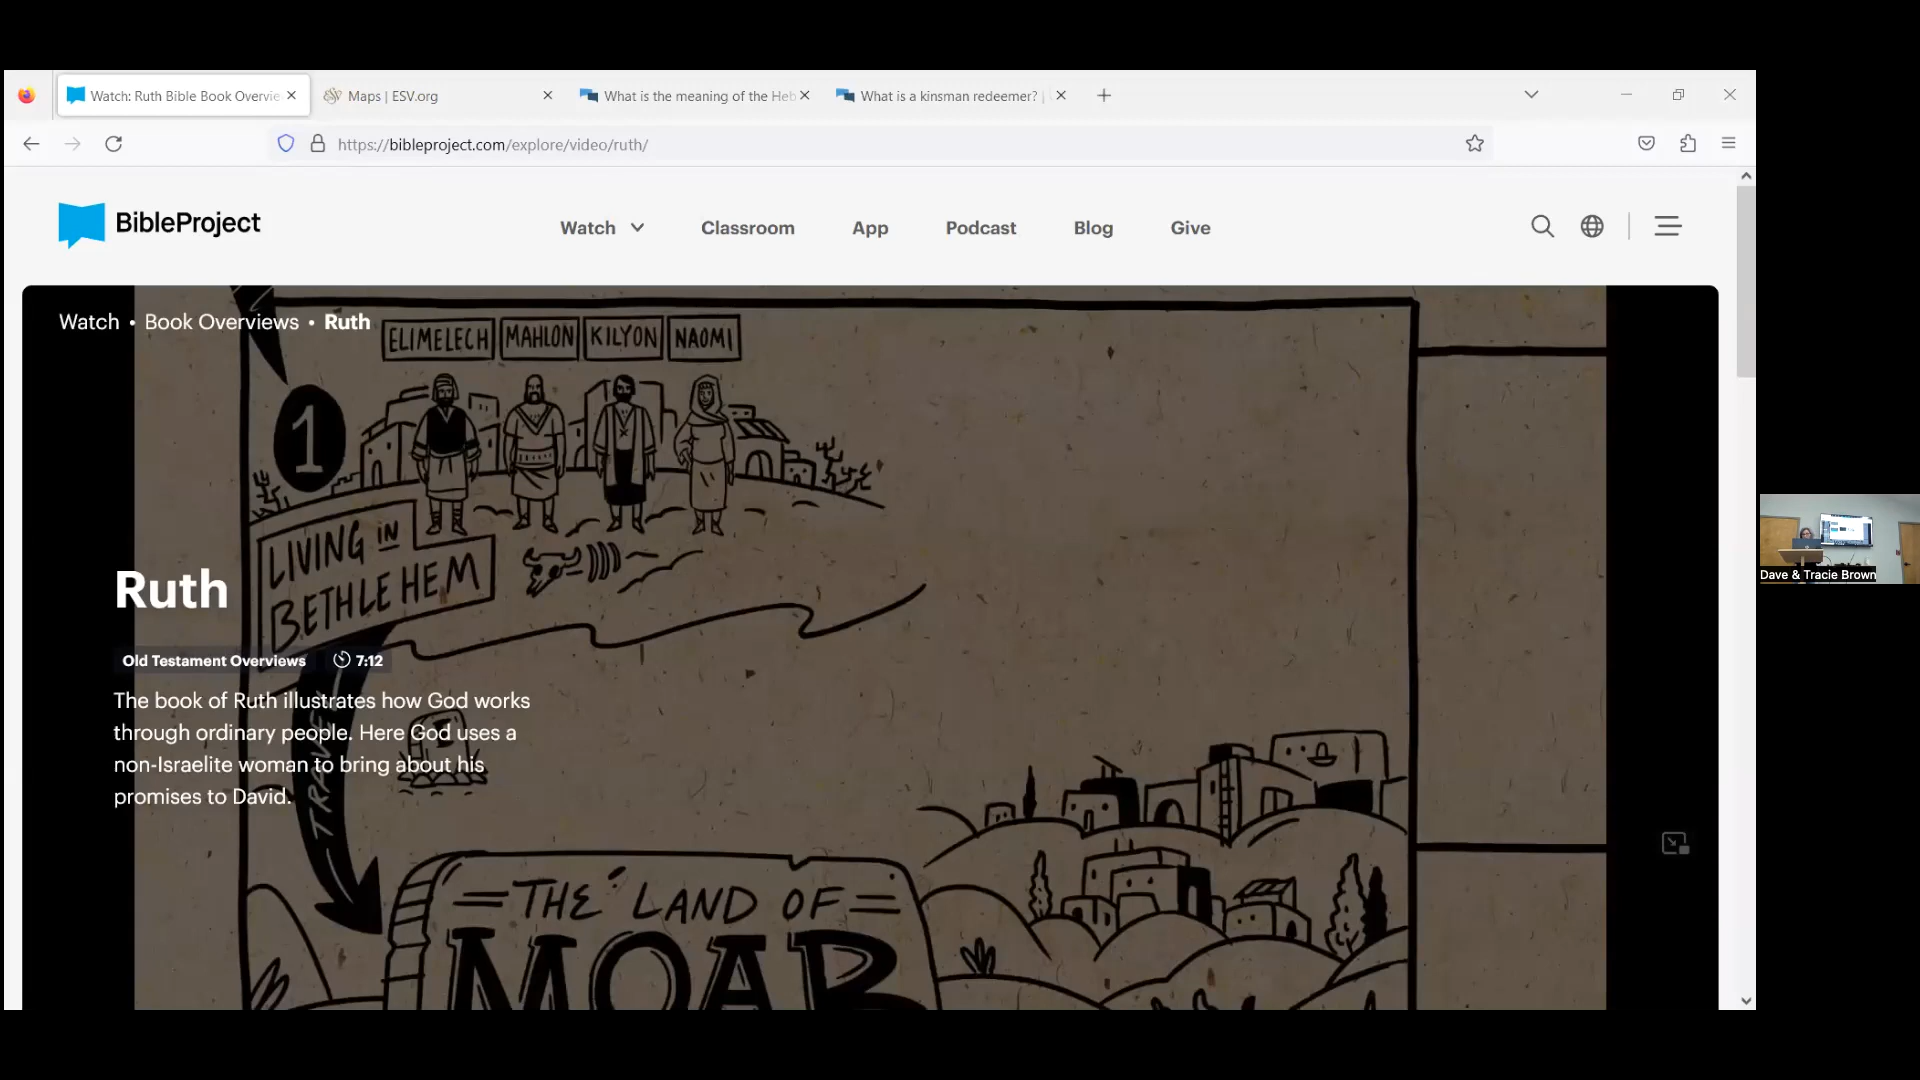 Watch: Ruth Bible Book Overvie
Maps | ESV.org
What is the meaning of the Heb
What is a kinsman redeemer? |
https://bibleproject.com/explore/video/ruth/
BibleProject
Watch
Classroom
App
Podcast
Blog
Give
Watch • Book Overviews • Ruth
ELIMELECH MAHLON KILYON NAOMI
1
LIVING IN
BETHLEHEM
Ruth
Old Testament Overviews 7:12
The book of Ruth illustrates how God works
through ordinary people. Here God uses a
non-Israelite woman to bring about his
promises to David.
THE LAND OF
MOAB
Dave & Tracie Brown